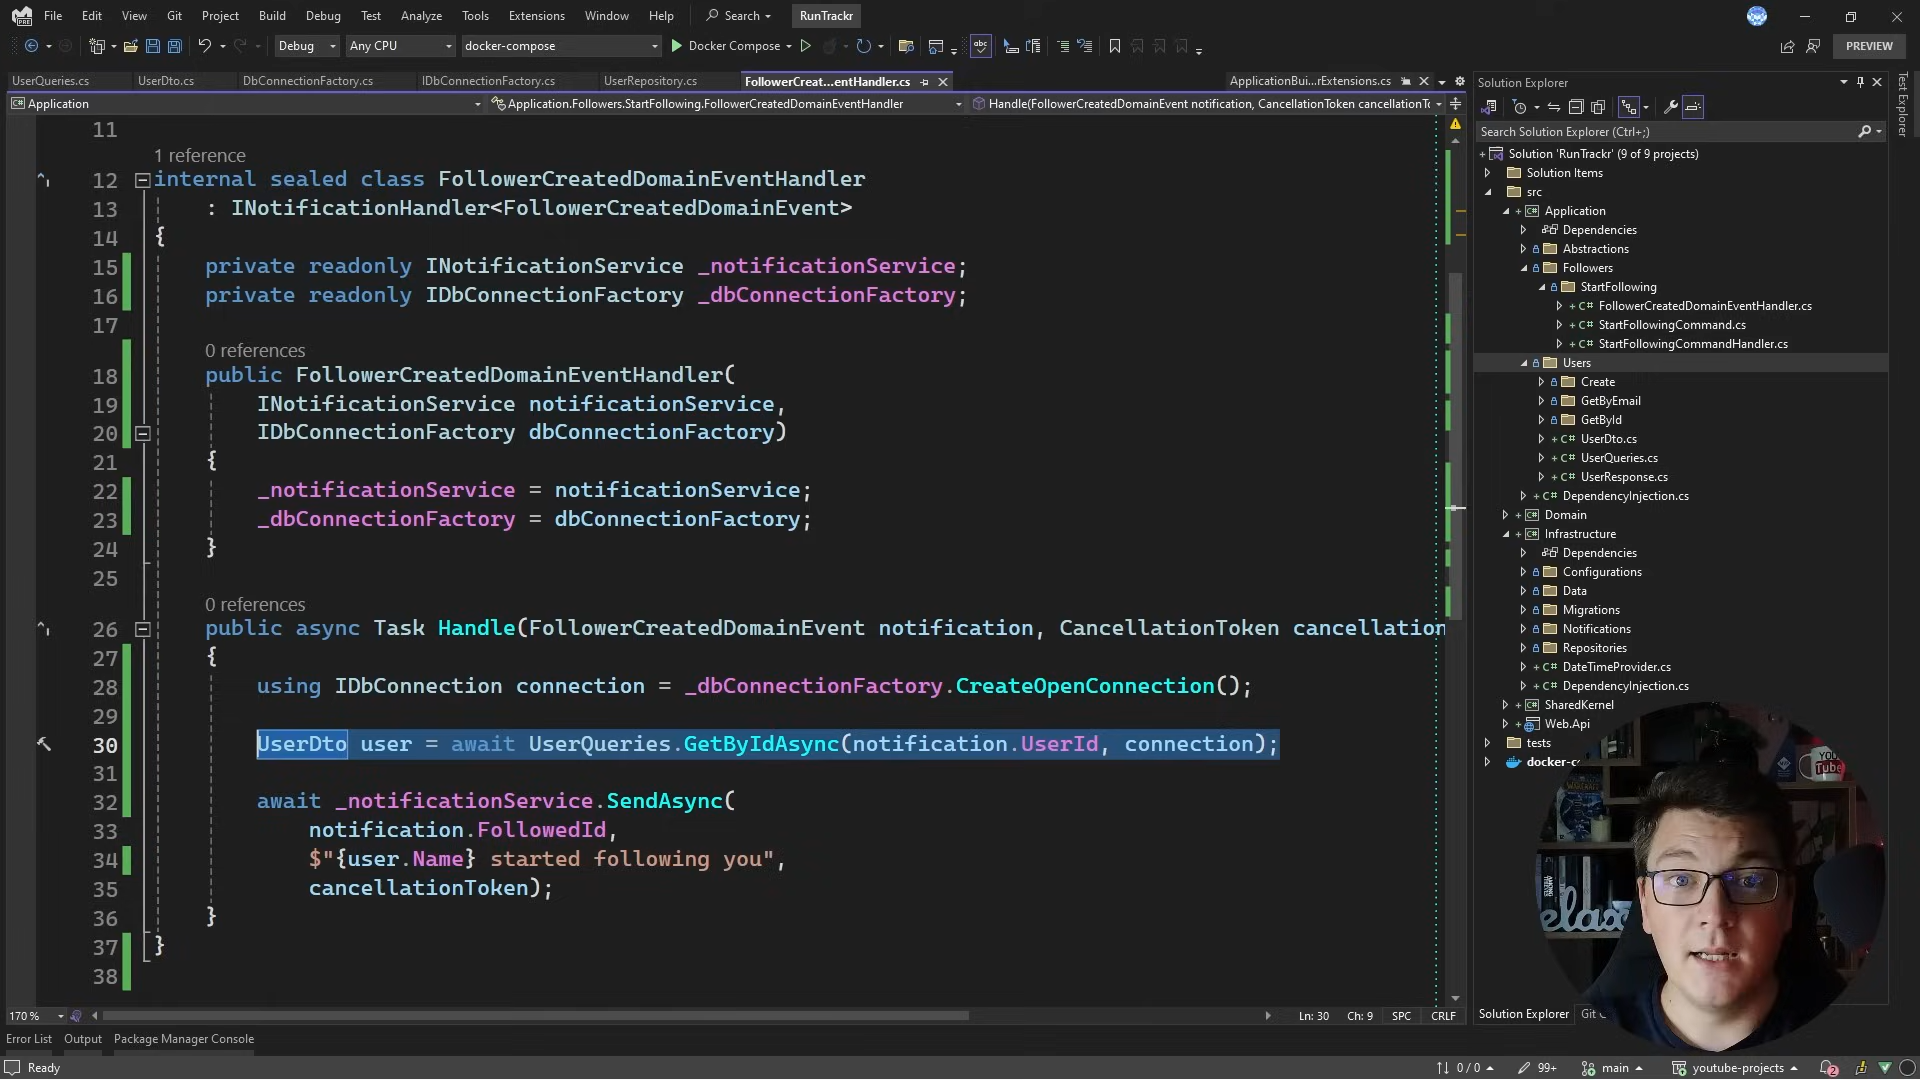 File Edit View Git Project Build Debug Test Analyze Tools Extensions Window Help Search RunTrackr
Debug Any CPU docker-compose Docker Compose PREVIEW
UserQueries.cs UserDto.cs DbConnectionFactory.cs IDbConnectionFactory.cs UserRepository.cs FollowerCreat...entHandler.cs ApplicationBui...rExtensions.cs
Application Application.Followers.StartFollowing.FollowerCreatedDomainEventHandler Handle(FollowerCreatedDomainEvent notification, CancellationToken cancellationT
11
1 reference
12 internal sealed class FollowerCreatedDomainEventHandler
13 : INotificationHandler<FollowerCreatedDomainEvent>
14 {
15 private readonly INotificationService _notificationService;
16 private readonly IDbConnectionFactory _dbConnectionFactory;
17
0 references
18 public FollowerCreatedDomainEventHandler(
19 INotificationService notificationService,
20 IDbConnectionFactory dbConnectionFactory)
21 {
22 _notificationService = notificationService;
23 _dbConnectionFactory = dbConnectionFactory;
24 }
25
0 references
26 public async Task Handle(FollowerCreatedDomainEvent notification, CancellationToken cancellation
27 {
28 using IDbConnection connection = _dbConnectionFactory.CreateOpenConnection();
29
30 UserDto user = await UserQueries.GetByIdAsync(notification.UserId, connection);
31
32 await _notificationService.SendAsync(
33 notification.FollowedId,
34 $"{user.Name} started following you",
35 cancellationToken);
36 }
37 }
38
170 % Ln: 30 Ch: 9 SPC CRLF
Error List Output Package Manager Console
Ready 0 / 0 99+ main youtube-projects 2
Solution Explorer
Search Solution Explorer (Ctrl+;)
Solution 'RunTrackr' (9 of 9 projects)
Solution Items
src
Application
Dependencies
Abstractions
Followers
StartFollowing
C# FollowerCreatedDomainEventHandler.cs
C# StartFollowingCommand.cs
C# StartFollowingCommandHandler.cs
Users
Create
GetByEmail
GetById
C# UserDto.cs
C# UserQueries.cs
C# UserResponse.cs
C# DependencyInjection.cs
Domain
Infrastructure
Dependencies
Configurations
Data
Migrations
Notifications
Repositories
C# DateTimeProvider.cs
C# DependencyInjection.cs
SharedKernel
Web.Api
tests
docker-c
Solution Explorer Git C
Test Explorer
YOU
Tube
elax